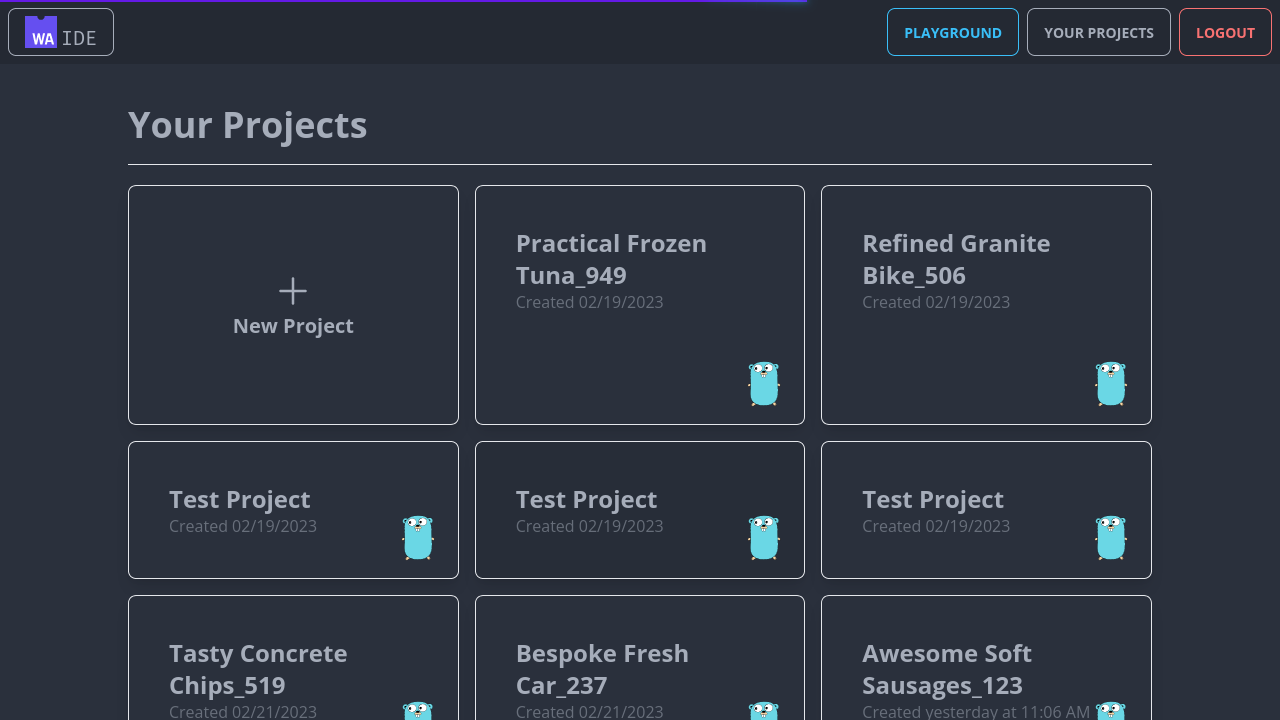 WA IDE
PLAYGROUND
YOUR PROJECTS
LOGOUT
Your Projects
New Project
Practical Frozen
Tuna_949
Created 02/19/2023
Refined Granite
Bike_506
Created 02/19/2023
Test Project
Created 02/19/2023
Test Project
Created 02/19/2023
Test Project
Created 02/19/2023
Tasty Concrete
Chips_519
Created 02/21/2023
Bespoke Fresh
Car_237
Created 02/21/2023
Awesome Soft
Sausages_123
Created yesterday at 11:06 AM